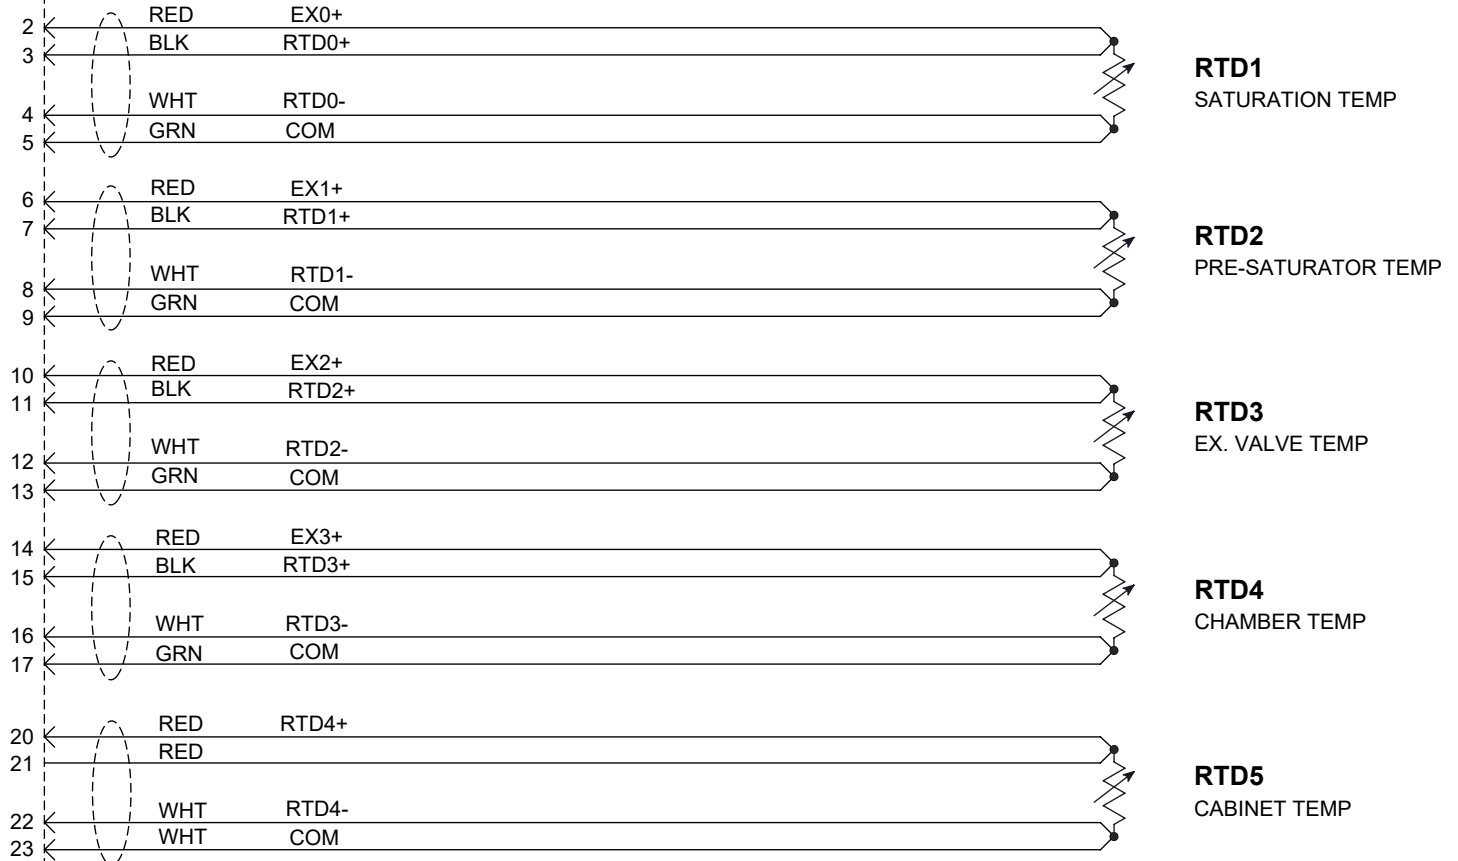 2 RED EX0+
3 BLK RTD0+
RTD1
SATURATION TEMP
4 WHT RTD0-
5 GRN COM
6 RED EX1+
7 BLK RTD1+
RTD2
PRE-SATURATOR TEMP
8 WHT RTD1-
9 GRN COM
10 RED EX2+
11 BLK RTD2+
RTD3
EX. VALVE TEMP
12 WHT RTD2-
13 GRN COM
14 RED EX3+
15 BLK RTD3+
RTD4
CHAMBER TEMP
16 WHT RTD3-
17 GRN COM
20 RED RTD4+
21 RED
RTD5
CABINET TEMP
22 WHT RTD4-
23 WHT COM